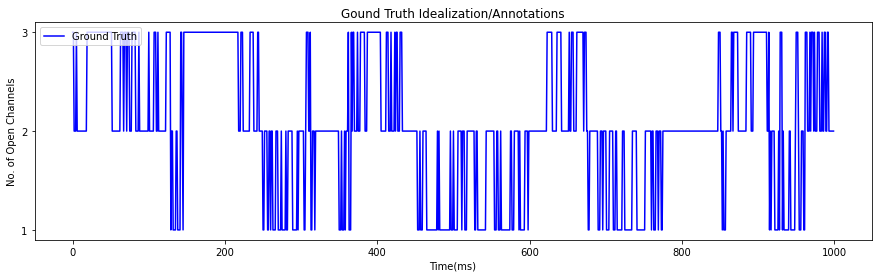 Gound Truth Idealization/Annotations
Ground Truth
No. of Open Channels
3
2
1
0 200 400 600 800 1000
Time(ms)